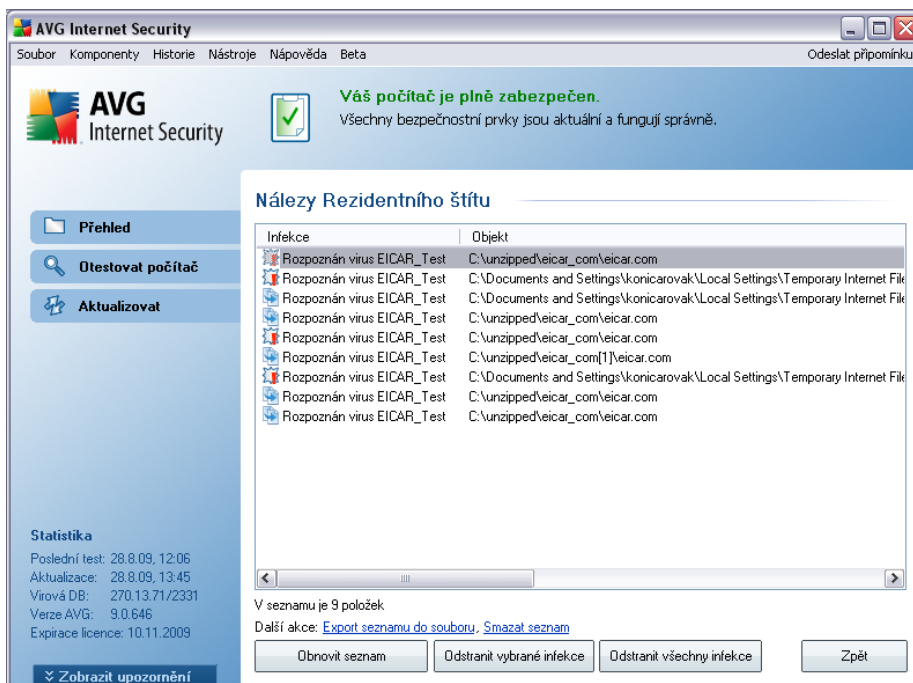 AVG Internet Security
Soubor Komponenty Historie Nástroje Nápověda Beta Odeslat připomínku
AVG
Internet Security
Váš počítač je plně zabezpečen.
Všechny bezpečnostní prvky jsou aktuální a fungují správně.
Přehled
Otestovat počítač
Aktualizovat
Nálezy Rezidentního štítu
Infekce Objekt
Rozpoznán virus EICAR_Test C:\unzipped\eicar_com\eicar.com
Rozpoznán virus EICAR_Test C:\Documents and Settings\konicarovak\Local Settings\Temporary Internet File
Rozpoznán virus EICAR_Test C:\Documents and Settings\konicarovak\Local Settings\Temporary Internet File
Rozpoznán virus EICAR_Test C:\unzipped\eicar_com\eicar.com
Rozpoznán virus EICAR_Test C:\unzipped\eicar_com\eicar.com
Rozpoznán virus EICAR_Test C:\unzipped\eicar_com[1]\eicar.com
Rozpoznán virus EICAR_Test C:\Documents and Settings\konicarovak\Local Settings\Temporary Internet File
Rozpoznán virus EICAR_Test C:\unzipped\eicar_com\eicar.com
Rozpoznán virus EICAR_Test C:\unzipped\eicar_com\eicar.com
V seznamu je 9 položek
Další akce: Export seznamu do souboru, Smazat seznam
Obnovit seznam Odstranit vybrané infekce Odstranit všechny infekce Zpět
Statistika
Poslední test: 28.8.09, 12:06
Aktualizace: 28.8.09, 13:45
Virová DB: 270.13.71/2331
Verze AVG: 9.0.646
Expirace licence: 10.11.2009
Zobrazit upozornění